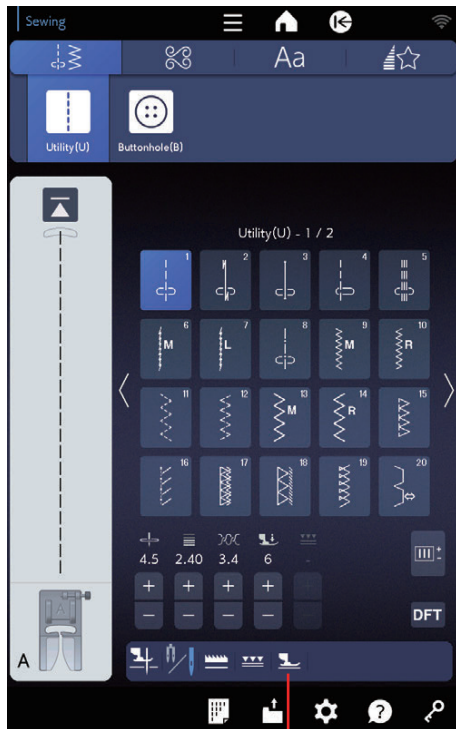 Sewing
Aa
Utility(U) Buttonhole(B)
Utility(U) - 1 / 2
1 2 3 4 5
6 M 7 L 8 9 M 10 R
11 12 13 M 14 R 15
16 17 18 19 20
4.5 2.40 3.4 6 -
+ + + + +
- - - - -
DFT
A A
?